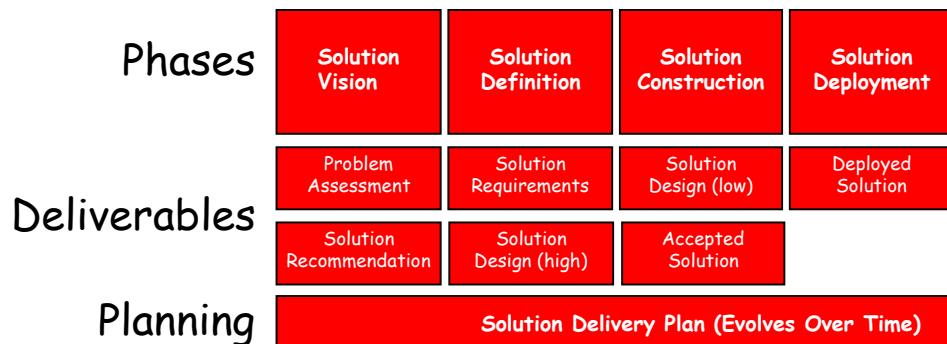 Phases
Solution
Vision
Solution
Definition
Solution
Construction
Solution
Deployment
Deliverables
Problem
Assessment
Solution
Requirements
Solution
Design (low)
Deployed
Solution
Solution
Recommendation
Solution
Design (high)
Accepted
Solution
Planning
Solution Delivery Plan (Evolves Over Time)